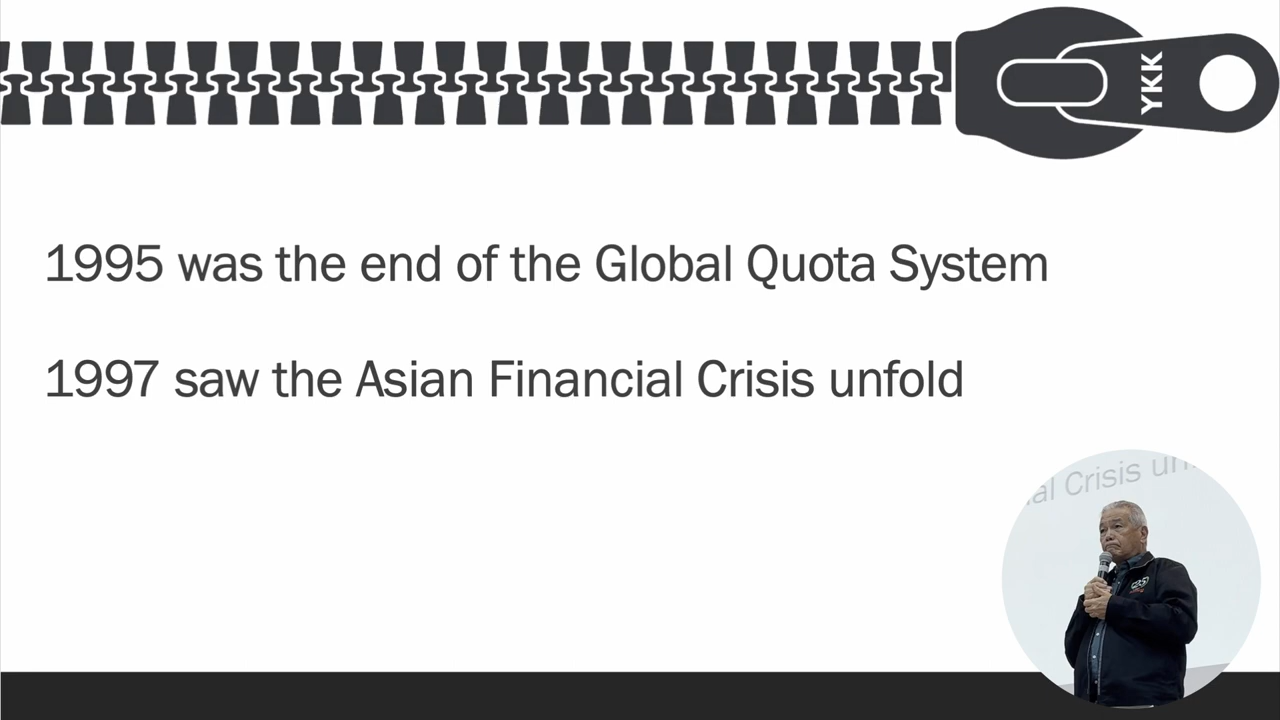 YKK
1995 was the end of the Global Quota System
1997 saw the Asian Financial Crisis unfold
al Crisis un